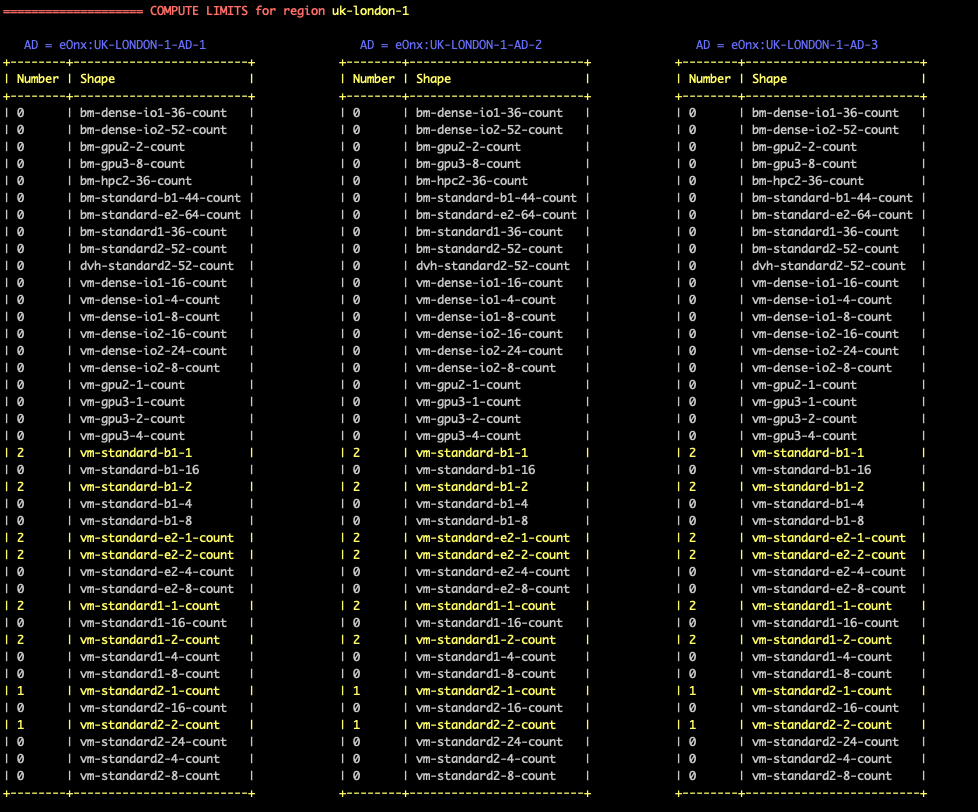 ==================== COMPUTE LIMITS for region uk-london-1
AD = eOnx:UK-LONDON-1-AD-1 AD = eOnx:UK-LONDON-1-AD-2 AD = eOnx:UK-LONDON-1-AD-3
| Number | Shape | | Number | Shape | | Number | Shape |
| 0 | bm-dense-io1-36-count | | 0 | bm-dense-io1-36-count | | 0 | bm-dense-io1-36-count |
| 0 | bm-dense-io2-52-count | | 0 | bm-dense-io2-52-count | | 0 | bm-dense-io2-52-count |
| 0 | bm-gpu2-2-count | | 0 | bm-gpu2-2-count | | 0 | bm-gpu2-2-count |
| 0 | bm-gpu3-8-count | | 0 | bm-gpu3-8-count | | 0 | bm-gpu3-8-count |
| 0 | bm-hpc2-36-count | | 0 | bm-hpc2-36-count | | 0 | bm-hpc2-36-count |
| 0 | bm-standard-b1-44-count | | 0 | bm-standard-b1-44-count | | 0 | bm-standard-b1-44-count |
| 0 | bm-standard-e2-64-count | | 0 | bm-standard-e2-64-count | | 0 | bm-standard-e2-64-count |
| 0 | bm-standard1-36-count | | 0 | bm-standard1-36-count | | 0 | bm-standard1-36-count |
| 0 | bm-standard2-52-count | | 0 | bm-standard2-52-count | | 0 | bm-standard2-52-count |
| 0 | dvh-standard2-52-count | | 0 | dvh-standard2-52-count | | 0 | dvh-standard2-52-count |
| 0 | vm-dense-io1-16-count | | 0 | vm-dense-io1-16-count | | 0 | vm-dense-io1-16-count |
| 0 | vm-dense-io1-4-count | | 0 | vm-dense-io1-4-count | | 0 | vm-dense-io1-4-count |
| 0 | vm-dense-io1-8-count | | 0 | vm-dense-io1-8-count | | 0 | vm-dense-io1-8-count |
| 0 | vm-dense-io2-16-count | | 0 | vm-dense-io2-16-count | | 0 | vm-dense-io2-16-count |
| 0 | vm-dense-io2-24-count | | 0 | vm-dense-io2-24-count | | 0 | vm-dense-io2-24-count |
| 0 | vm-dense-io2-8-count | | 0 | vm-dense-io2-8-count | | 0 | vm-dense-io2-8-count |
| 0 | vm-gpu2-1-count | | 0 | vm-gpu2-1-count | | 0 | vm-gpu2-1-count |
| 0 | vm-gpu3-1-count | | 0 | vm-gpu3-1-count | | 0 | vm-gpu3-1-count |
| 0 | vm-gpu3-2-count | | 0 | vm-gpu3-2-count | | 0 | vm-gpu3-2-count |
| 0 | vm-gpu3-4-count | | 0 | vm-gpu3-4-count | | 0 | vm-gpu3-4-count |
| 2 | vm-standard-b1-1 | | 2 | vm-standard-b1-1 | | 2 | vm-standard-b1-1 |
| 0 | vm-standard-b1-16 | | 0 | vm-standard-b1-16 | | 0 | vm-standard-b1-16 |
| 2 | vm-standard-b1-2 | | 2 | vm-standard-b1-2 | | 2 | vm-standard-b1-2 |
| 0 | vm-standard-b1-4 | | 0 | vm-standard-b1-4 | | 0 | vm-standard-b1-4 |
| 0 | vm-standard-b1-8 | | 0 | vm-standard-b1-8 | | 0 | vm-standard-b1-8 |
| 2 | vm-standard-e2-1-count | | 2 | vm-standard-e2-1-count | | 2 | vm-standard-e2-1-count |
| 2 | vm-standard-e2-2-count | | 2 | vm-standard-e2-2-count | | 2 | vm-standard-e2-2-count |
| 0 | vm-standard-e2-4-count | | 0 | vm-standard-e2-4-count | | 0 | vm-standard-e2-4-count |
| 0 | vm-standard-e2-8-count | | 0 | vm-standard-e2-8-count | | 0 | vm-standard-e2-8-count |
| 2 | vm-standard1-1-count | | 2 | vm-standard1-1-count | | 2 | vm-standard1-1-count |
| 0 | vm-standard1-16-count | | 0 | vm-standard1-16-count | | 0 | vm-standard1-16-count |
| 2 | vm-standard1-2-count | | 2 | vm-standard1-2-count | | 2 | vm-standard1-2-count |
| 0 | vm-standard1-4-count | | 0 | vm-standard1-4-count | | 0 | vm-standard1-4-count |
| 0 | vm-standard1-8-count | | 0 | vm-standard1-8-count | | 0 | vm-standard1-8-count |
| 1 | vm-standard2-1-count | | 1 | vm-standard2-1-count | | 1 | vm-standard2-1-count |
| 0 | vm-standard2-16-count | | 0 | vm-standard2-16-count | | 0 | vm-standard2-16-count |
| 1 | vm-standard2-2-count | | 1 | vm-standard2-2-count | | 1 | vm-standard2-2-count |
| 0 | vm-standard2-24-count | | 0 | vm-standard2-24-count | | 0 | vm-standard2-24-count |
| 0 | vm-standard2-4-count | | 0 | vm-standard2-4-count | | 0 | vm-standard2-4-count |
| 0 | vm-standard2-8-count | | 0 | vm-standard2-8-count | | 0 | vm-standard2-8-count |